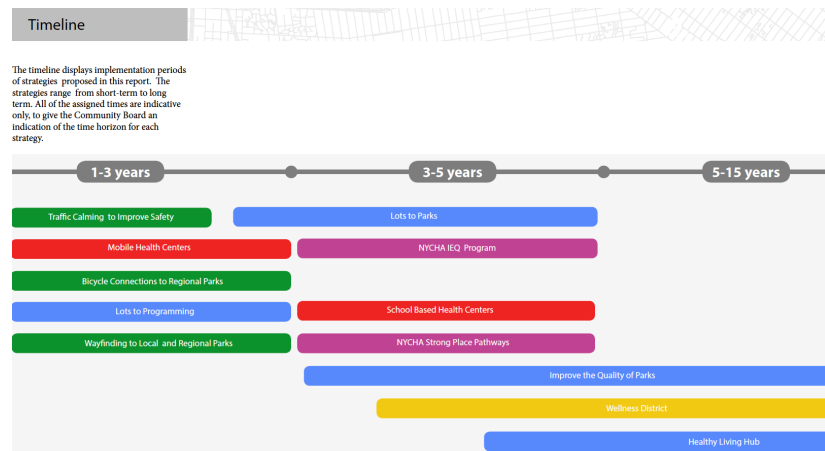 Timeline
The timeline displays implementation periods
of strategies proposed in this report. The
strategies range from short-term to long
term. All of the assigned times are indicative
only, to give the Community Board an
indication of the time horizon for each
strategy.
1-3 years
3-5 years
5-15 years
Traffic Calming to Improve Safety
Lots to Parks
Mobile Health Centers
NYCHA IEQ Program
Bicycle Connections to Regional Parks
Lots to Programming
School Based Health Centers
Wayfinding to Local and Regional Parks
NYCHA Strong Place Pathways
Improve the Quality of Parks
Wellness District
Healthy Living Hub